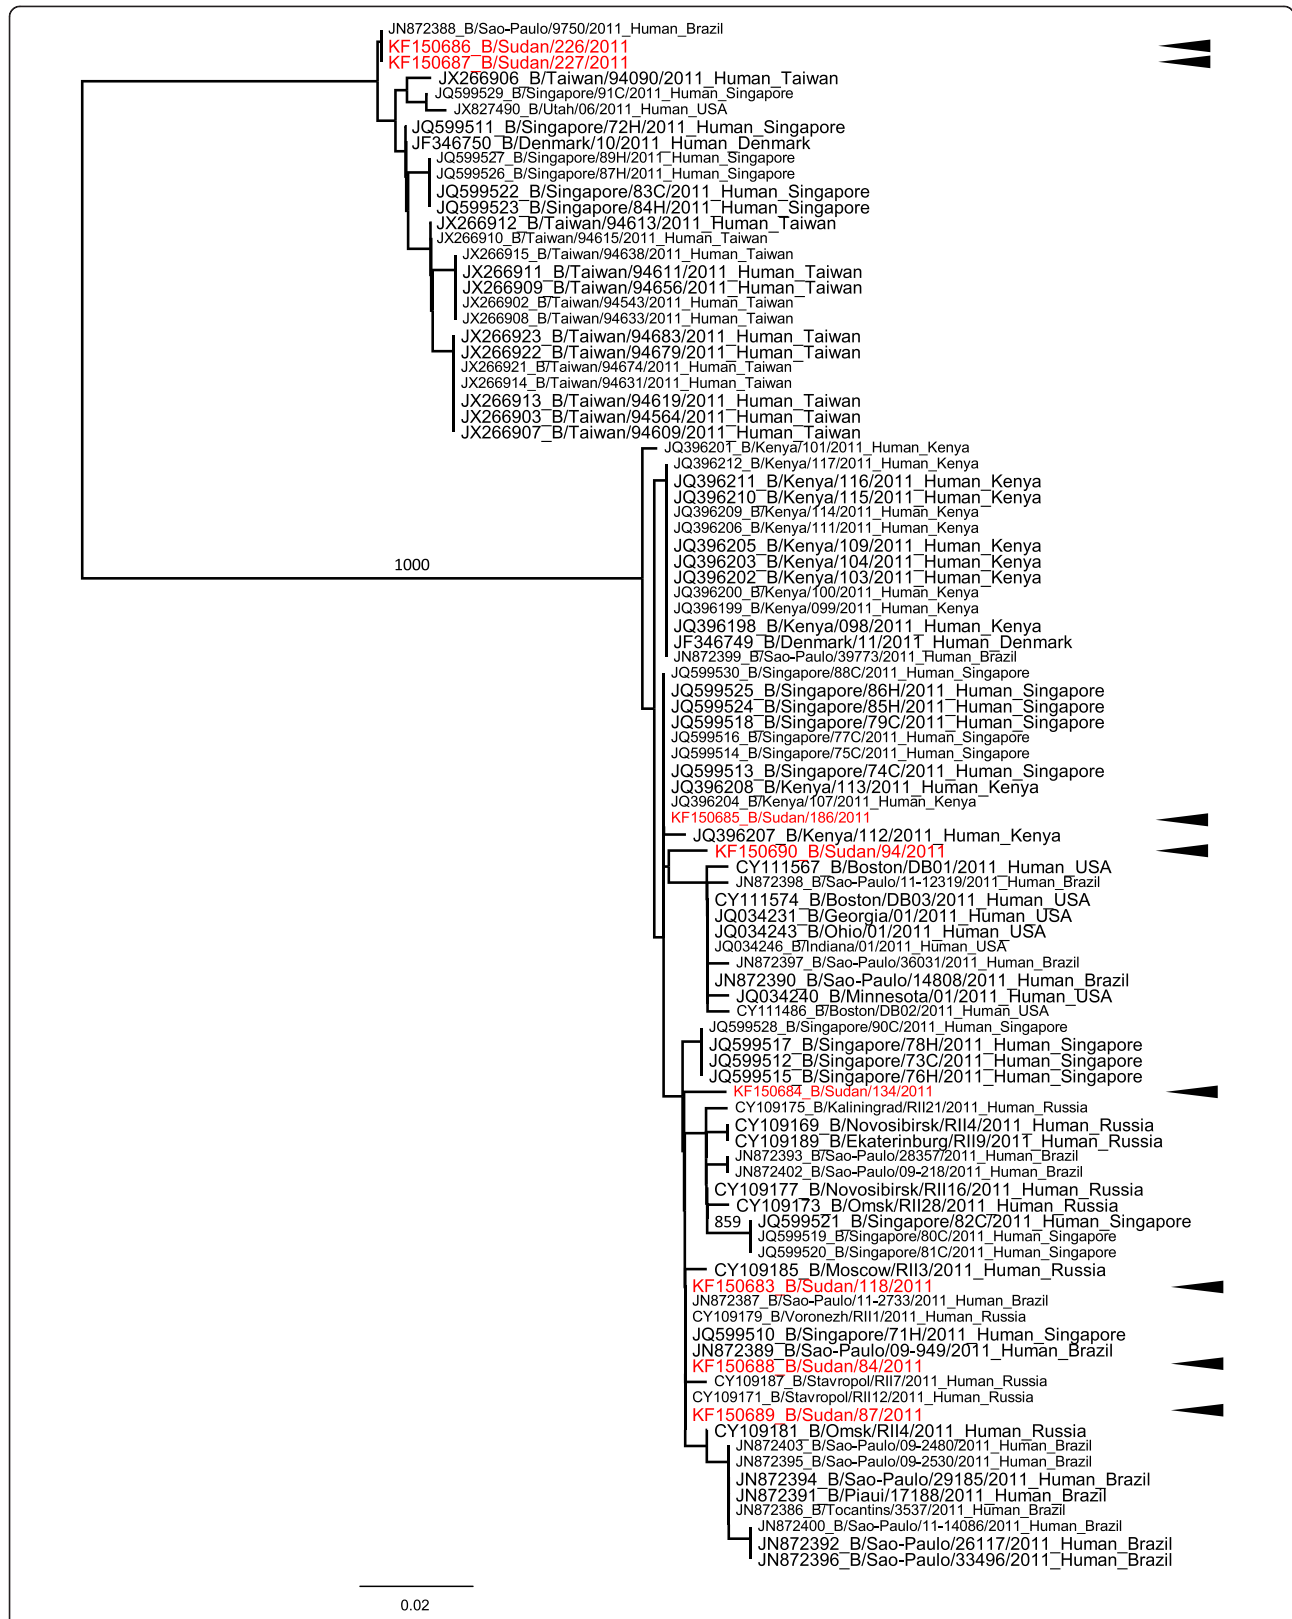 JN872388_B/Sao-Paulo/9750/2011_Human_Brazil
KF150686_B/Sudan/226/2011
KF150687_B/Sudan/227/2011
JX266906_B/Taiwan/94090/2011_Human_Taiwan
JQ599529_B/Singapore/91C/2011_Human_Singapore
JX827490_B/Utah/06/2011_Human_USA
JQ599511_B/Singapore/72H/2011_Human_Singapore
JF346750_B/Denmark/10/2011_Human_Denmark
JQ599527_B/Singapore/89H/2011_Human_Singapore
JQ599526_B/Singapore/87H/2011_Human_Singapore
JQ599522_B/Singapore/83C/2011_Human_Singapore
JQ599523_B/Singapore/84H/2011_Human_Singapore
JX266912_B/Taiwan/94613/2011_Human_Taiwan
JX266910_B/Taiwan/94615/2011_Human_Taiwan
JX266915_B/Taiwan/94638/2011_Human_Taiwan
JX266911_B/Taiwan/94611/2011_Human_Taiwan
JX266909_B/Taiwan/94656/2011_Human_Taiwan
JX266902_B/Taiwan/94543/2011_Human_Taiwan
JX266908_B/Taiwan/94633/2011_Human_Taiwan
JX266923_B/Taiwan/94683/2011_Human_Taiwan
JX266922_B/Taiwan/94679/2011_Human_Taiwan
JX266921_B/Taiwan/94674/2011_Human_Taiwan
JX266914_B/Taiwan/94631/2011_Human_Taiwan
JX266913_B/Taiwan/94619/2011_Human_Taiwan
JX266903_B/Taiwan/94564/2011_Human_Taiwan
JX266907_B/Taiwan/94609/2011_Human_Taiwan
JQ396201_B/Kenya/101/2011_Human_Kenya
JQ396212_B/Kenya/117/2011_Human_Kenya
JQ396211_B/Kenya/116/2011_Human_Kenya
JQ396210_B/Kenya/115/2011_Human_Kenya
JQ396209_B/Kenya/114/2011_Human_Kenya
JQ396206_B/Kenya/111/2011_Human_Kenya
JQ396205_B/Kenya/109/2011_Human_Kenya
JQ396203_B/Kenya/104/2011_Human_Kenya
1000
JQ396202_B/Kenya/103/2011_Human_Kenya
JQ396200_B/Kenya/100/2011_Human_Kenya
JQ396199_B/Kenya/099/2011_Human_Kenya
JQ396198_B/Kenya/098/2011_Human_Kenya
JF346749_B/Denmark/11/2011_Human_Denmark
JN872399_B/Sao-Paulo/39773/2011_Human_Brazil
JQ599530_B/Singapore/88C/2011_Human_Singapore
JQ599525_B/Singapore/86H/2011_Human_Singapore
JQ599524_B/Singapore/85H/2011_Human_Singapore
JQ599518_B/Singapore/79C/2011_Human_Singapore
JQ599516_B/Singapore/77C/2011_Human_Singapore
JQ599514_B/Singapore/75C/2011_Human_Singapore
JQ599513_B/Singapore/74C/2011_Human_Singapore
JQ396208_B/Kenya/113/2011_Human_Kenya
JQ396204_B/Kenya/107/2011_Human_Kenya
KF150685_B/Sudan/186/2011
JQ396207_B/Kenya/112/2011_Human_Kenya
KF150690_B/Sudan/94/2011
CY111567_B/Boston/DB01/2011_Human_USA
JN872398_B/Sao-Paulo/11-12319/2011_Human_Brazil
CY111574_B/Boston/DB03/2011_Human_USA
JQ034231_B/Georgia/01/2011_Human_USA
JQ034243_B/Ohio/01/2011_Human_USA
JQ034246_B/Indiana/01/2011_Human_USA
JN872397_B/Sao-Paulo/36031/2011_Human_Brazil
JN872390_B/Sao-Paulo/14808/2011_Human_Brazil
JQ034240_B/Minnesota/01/2011_Human_USA
CY111486_B/Boston/DB02/2011_Human_USA
JQ599528_B/Singapore/90C/2011_Human_Singapore
JQ599517_B/Singapore/78H/2011_Human_Singapore
JQ599512_B/Singapore/73C/2011_Human_Singapore
JQ599515_B/Singapore/76H/2011_Human_Singapore
KF150684_B/Sudan/134/2011
CY109175_B/Kaliningrad/RII21/2011_Human_Russia
CY109169_B/Novosibirsk/RII4/2011_Human_Russia
CY109189_B/Ekaterinburg/RII9/2011_Human_Russia
JN872393_B/Sao-Paulo/28357/2011_Human_Brazil
JN872402_B/Sao-Paulo/09-218/2011_Human_Brazil
CY109177_B/Novosibirsk/RII16/2011_Human_Russia
CY109173_B/Omsk/RII28/2011_Human_Russia
859 JQ599521_B/Singapore/82C/2011_Human_Singapore
JQ599519_B/Singapore/80C/2011_Human_Singapore
JQ599520_B/Singapore/81C/2011_Human_Singapore
CY109185_B/Moscow/RII3/2011_Human_Russia
KF150683_B/Sudan/118/2011
JN872387_B/Sao-Paulo/11-2733/2011_Human_Brazil
CY109179_B/Voronezh/RII1/2011_Human_Russia
JQ599510_B/Singapore/71H/2011_Human_Singapore
JN872389_B/Sao-Paulo/09-949/2011_Human_Brazil
KF150688_B/Sudan/84/2011
CY109187_B/Stavropol/RII7/2011_Human_Russia
CY109171_B/Stavropol/RII12/2011_Human_Russia
KF150689_B/Sudan/87/2011
CY109181_B/Omsk/RII4/2011_Human_Russia
JN872403_B/Sao-Paulo/09-2480/2011_Human_Brazil
JN872395_B/Sao-Paulo/09-2530/2011_Human_Brazil
JN872394_B/Sao-Paulo/29185/2011_Human_Brazil
JN872391_B/Piaui/17188/2011_Human_Brazil
JN872386_B/Tocantins/3537/2011_Human_Brazil
JN872400_B/Sao-Paulo/11-14086/2011_Human_Brazil
JN872392_B/Sao-Paulo/26117/2011_Human_Brazil
JN872396_B/Sao-Paulo/33496/2011_Human_Brazil
0.02